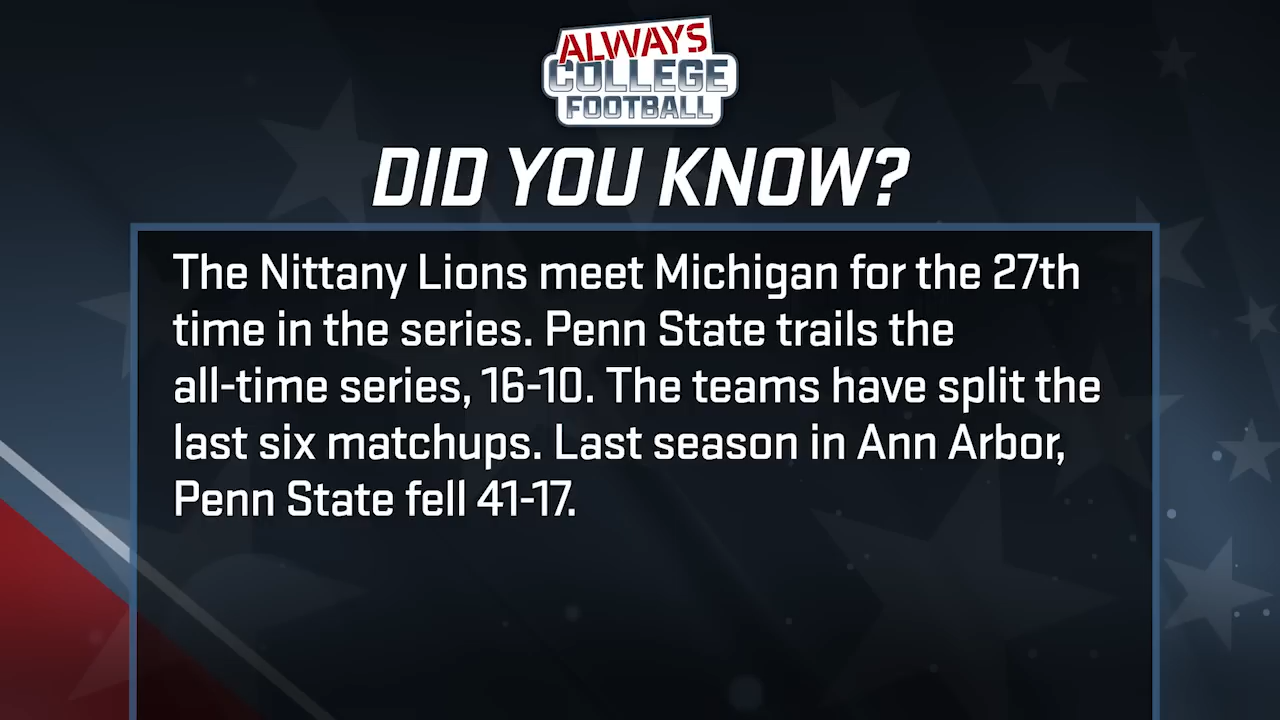 ALWAYS
COLLEGE
FOOTBALL
DID YOU KNOW?
The Nittany Lions meet Michigan for the 27th
time in the series. Penn State trails the
all-time series, 16-10. The teams have split the
last six matchups. Last season in Ann Arbor,
Penn State fell 41-17.